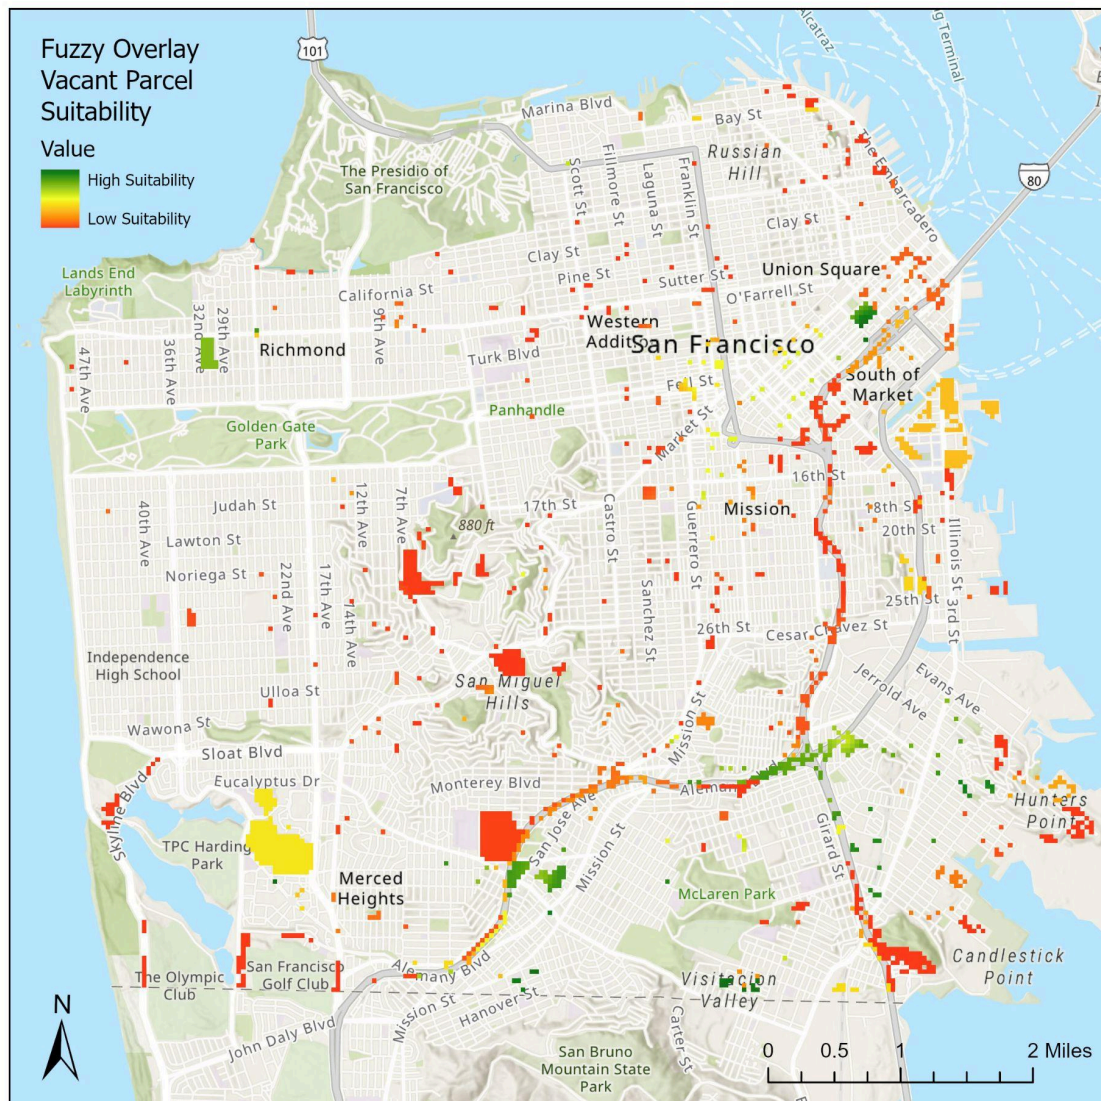 Fuzzy Overlay
Vacant Parcel
Suitability
Value
High Suitability
Low Suitability
101
Alcatraz
Terminal
Marina Blvd
Bay St
Russian
Hill
The Embarcadero
80
The Presidio of
San Francisco
Scott St
Fillmore St
Laguna St
Franklin St
Clay St
Clay St
Pine St
Sutter St
Union Square
O'Farrell St
Lands End
Labyrinth
California St
47th Ave
36th Ave
32nd Ave
29th Ave
Richmond
9th Ave
Turk Blvd
Western
San Francisco
Fell St
South of
Market
Panhandle
Golden Gate
Park
Market St
16th St
40th Ave
Judah St
12th Ave
7th Ave
880 ft
17th St
Castro St
Guerrero St
Mission
18th St
20th St
Illinois St
Lawton St
Noriega St
22nd Ave
17th Ave
14th Ave
Sanchez St
25th St
3rd St
26th St
Cesar Chavez St
Independence
High School
Ulloa St
San Miguel
Hills
Jerrold Ave
Evans Ave
Wawona St
Sloat Blvd
Mission St
Eucalyptus Dr
Monterey Blvd
Skyline Blvd
San Jose Ave
Mission St
Girard St
Hunters
Point
TPC Harding
Park
Merced
Heights
McLaren Park
The Olympic
Club
San Francisco
Golf Club
Alemany Blvd
Visitacion
Valley
Candlestick
Point
Mission St
Hanover St
John Daly Blvd
Carter St
San Bruno
Mountain State
Park
N
0 0.5 1 2 Miles